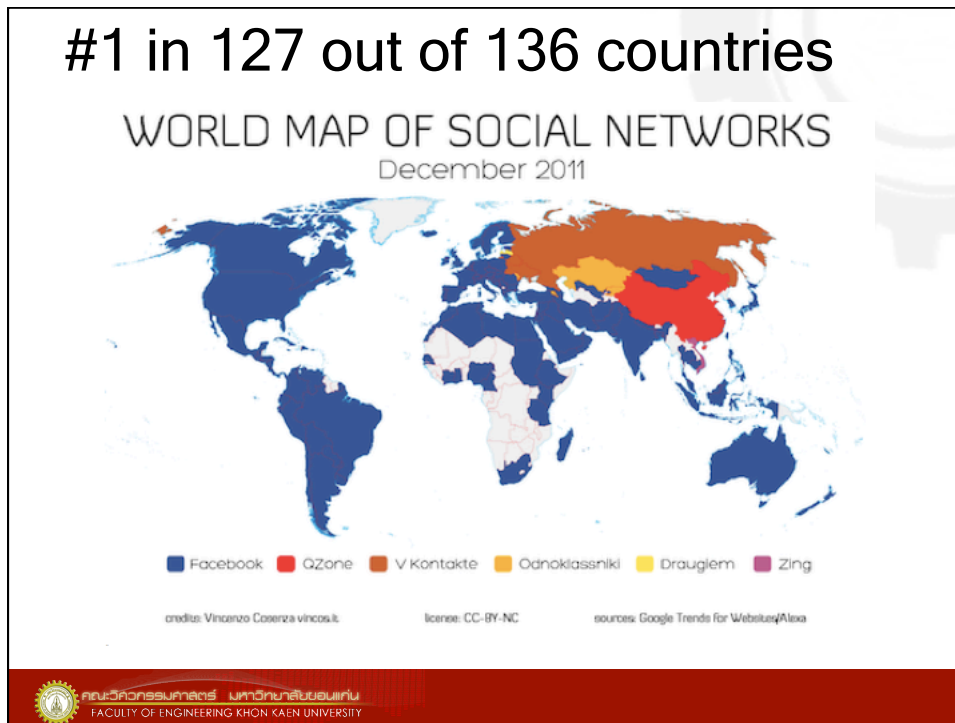 #1 in 127 out of 136 countries
WORLD MAP OF SOCIAL NETWORKS
December 2011
Facebook QZone V Kontakte Odnoklassniki Draugiem Zing
credits: Vincenzo Cosenza vincos.it license: CC-BY-NC sources: Google Trends for Websites/Alexa
คณะวิศวกรรมศาสตร์ มหาวิทยาลัยขอนแก่น
FACULTY OF ENGINEERING KHON KAEN UNIVERSITY